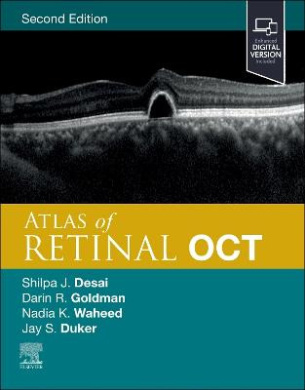 Second Edition
Enhanced
DIGITAL
VERSION
Included
ATLAS of
RETINAL OCT
Shilpa J. Desai
Darin R. Goldman
Nadia K. Waheed
Jay S. Duker
ELSEVIER